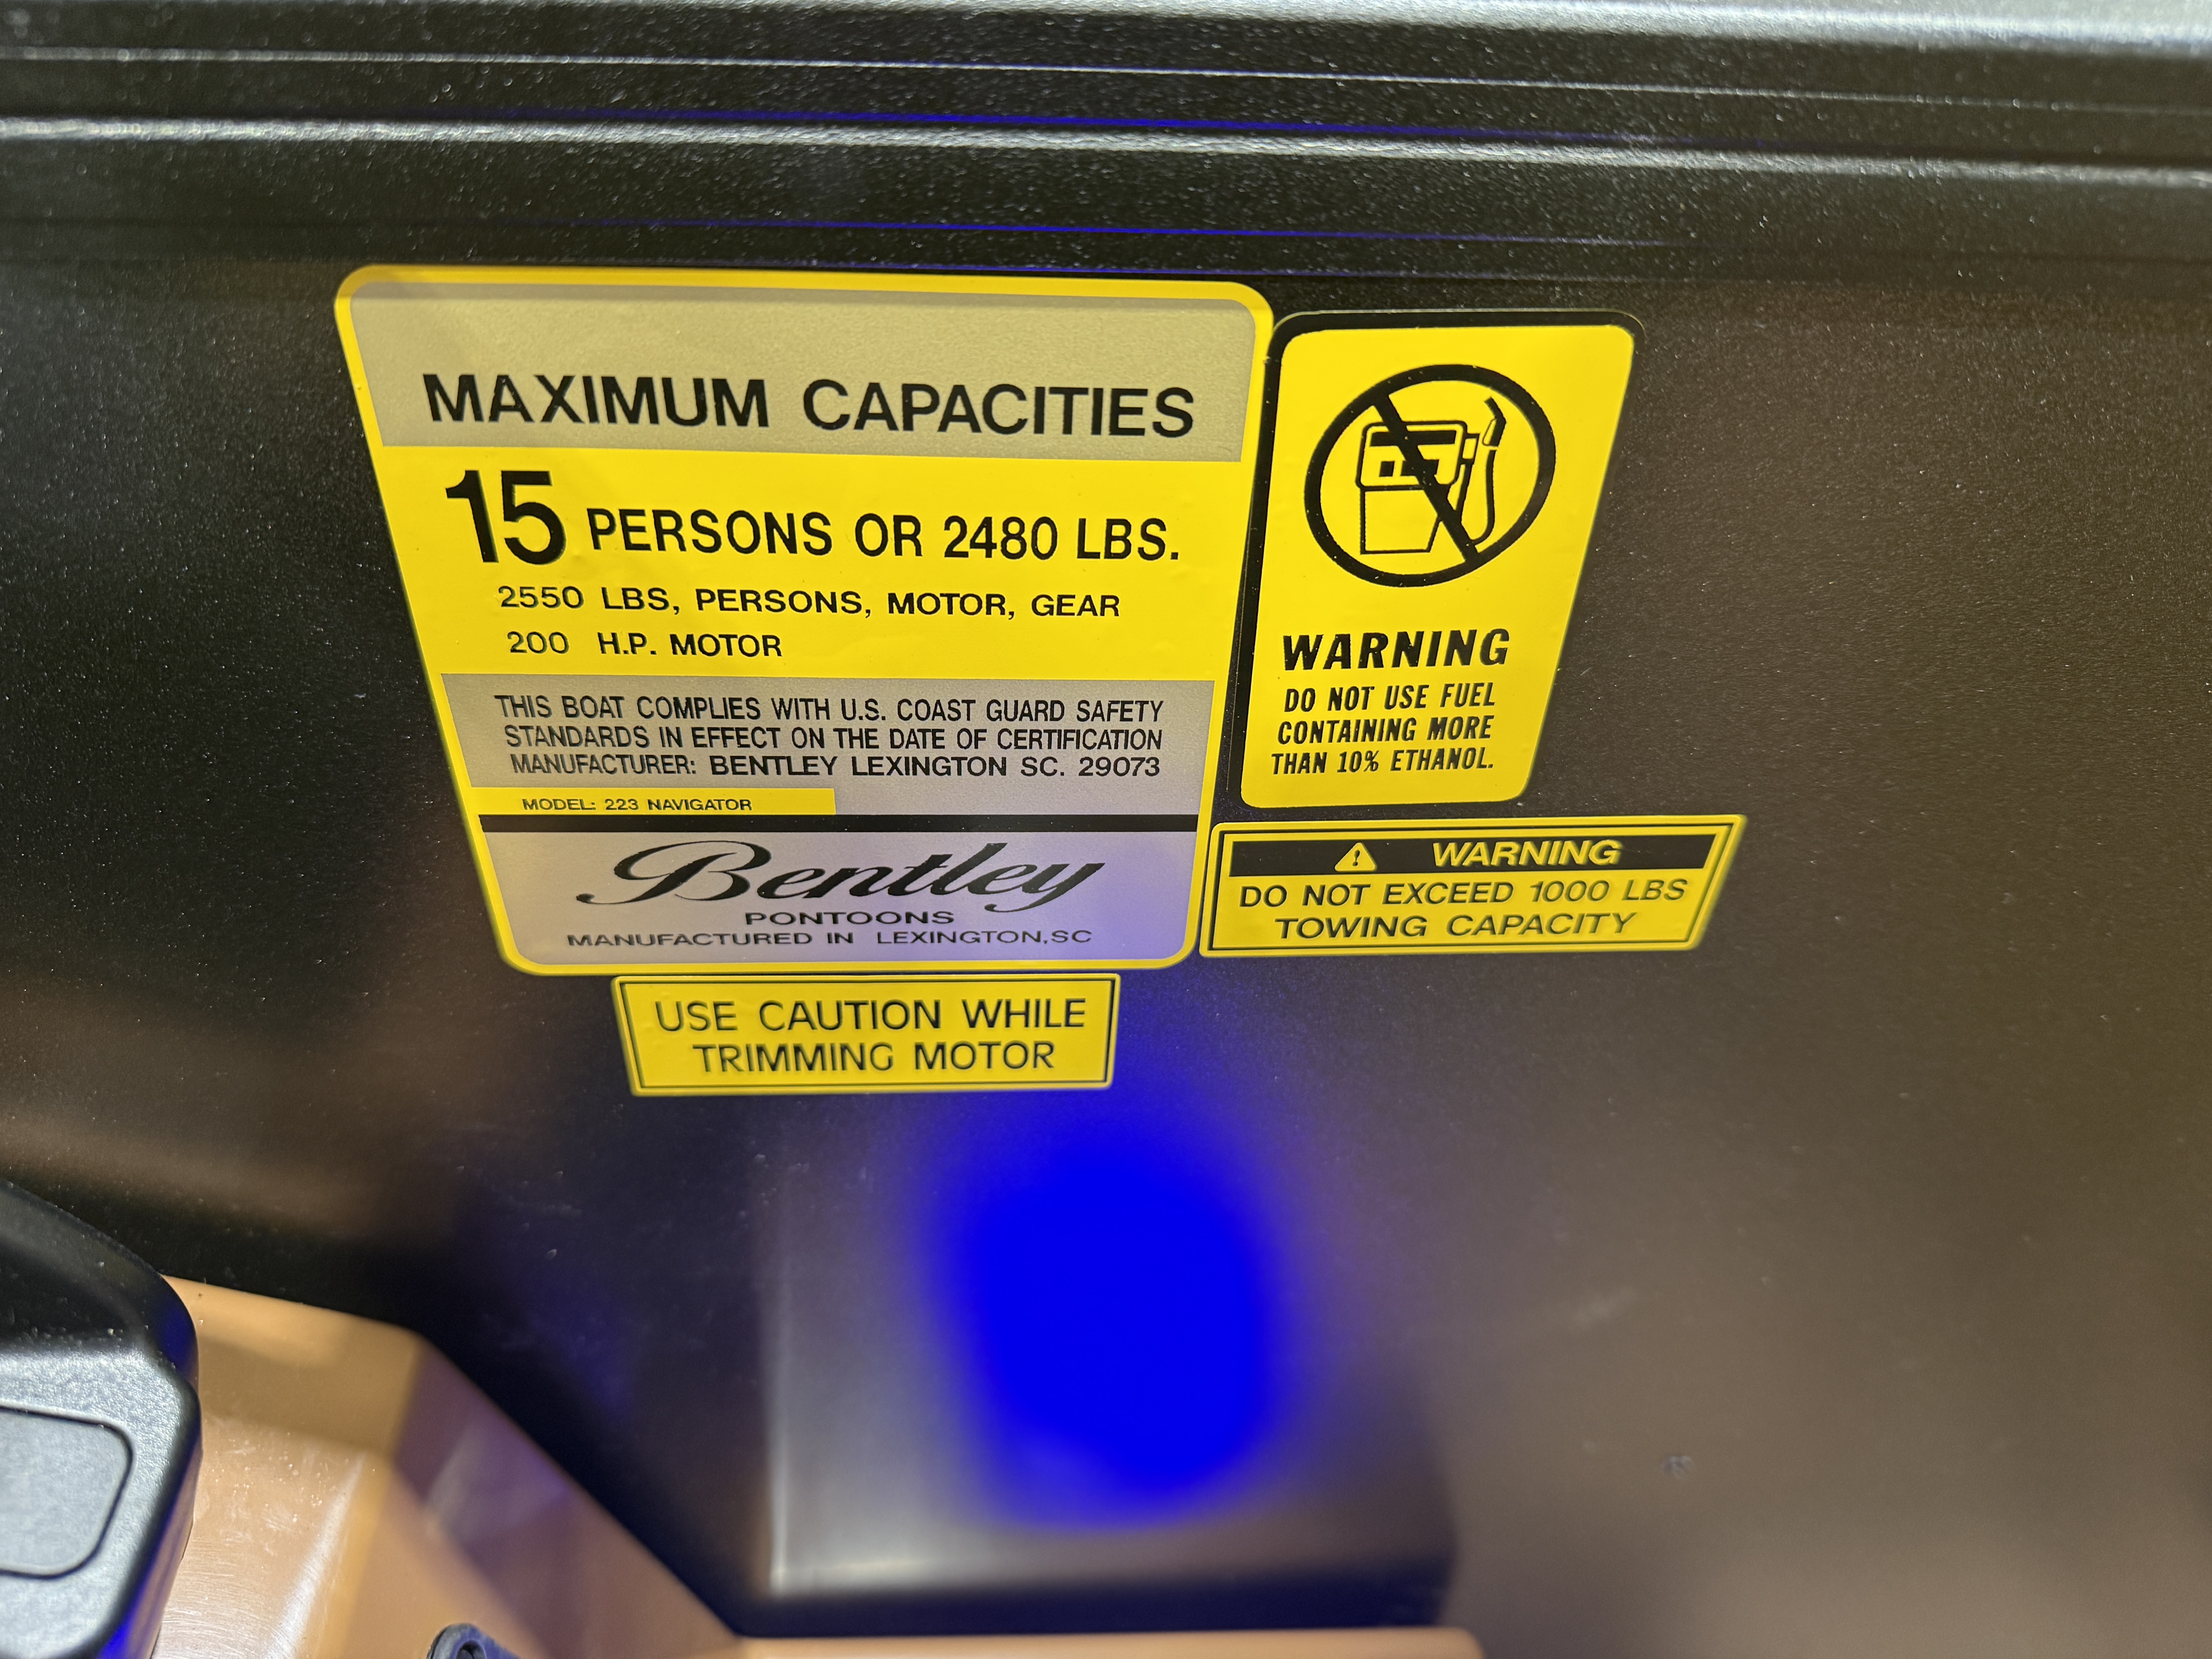 MAXIMUM CAPACITIES
15 PERSONS OR 2480 LBS.
2550 LBS, PERSONS, MOTOR, GEAR
200 H.P. MOTOR
THIS BOAT COMPLIES WITH U.S. COAST GUARD SAFETY
STANDARDS IN EFFECT ON THE DATE OF CERTIFICATION
MANUFACTURER: BENTLEY LEXINGTON SC. 29073
MODEL: 223 NAVIGATOR
Bentley
PONTOONS
MANUFACTURED IN LEXINGTON,SC
WARNING
DO NOT USE FUEL
CONTAINING MORE
THAN 10% ETHANOL.
WARNING
DO NOT EXCEED 1000 LBS
TOWING CAPACITY
USE CAUTION WHILE
TRIMMING MOTOR